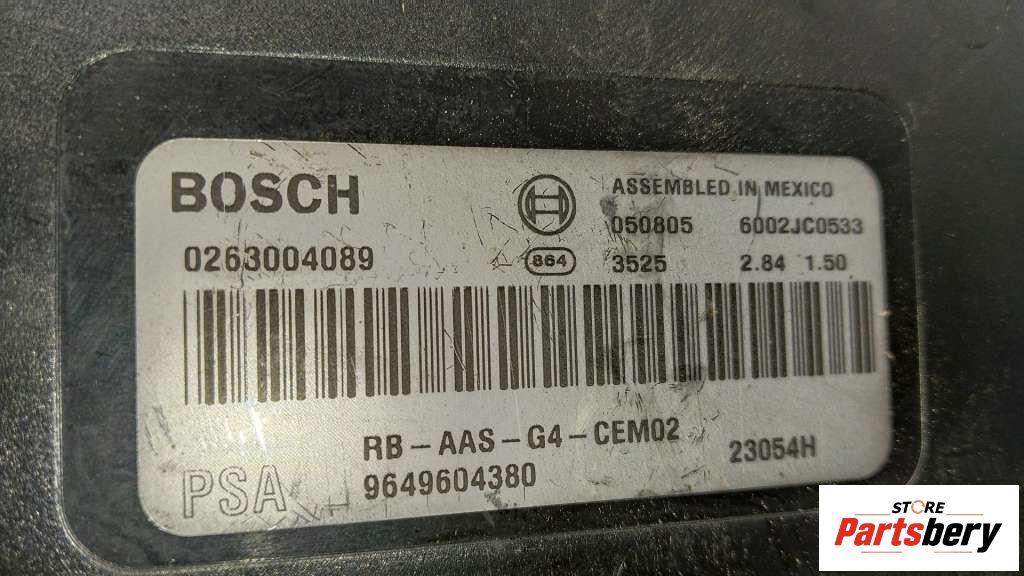 BOSCH
ASSEMBLED IN MEXICO
050805 6002JC0533
0263004089
864
3525 2.84 1.50
RB-AAS-G4-CEM02
23054H
PSA
9649604380
STORE
Partsbery